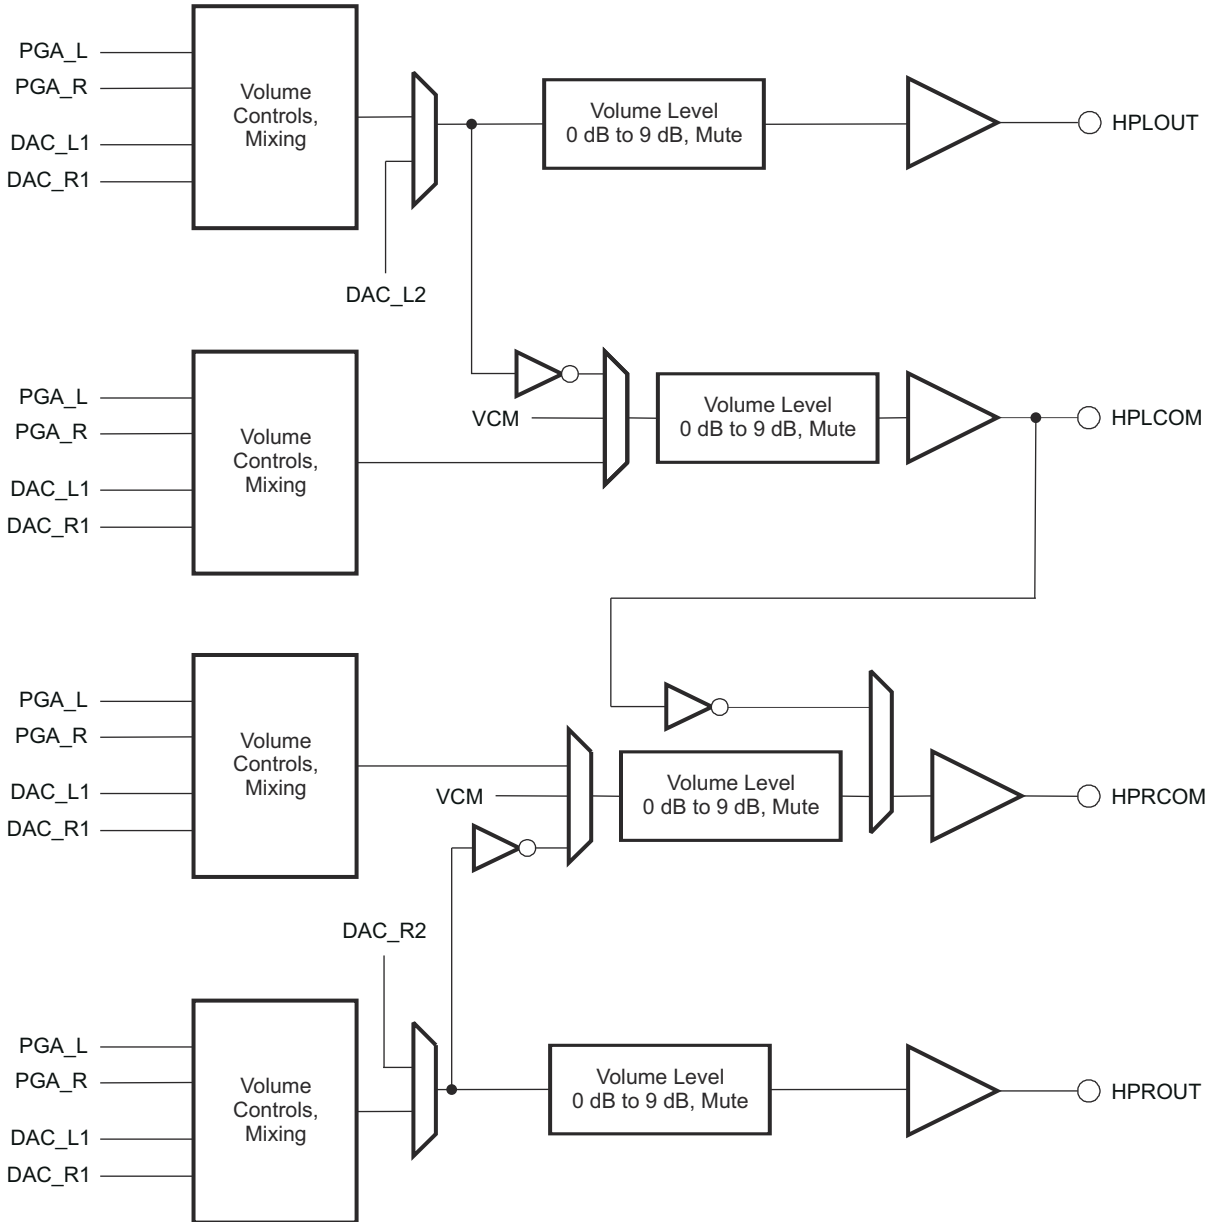 PGA_L
PGA_R
DAC_L1
DAC_R1
Volume
Controls,
Mixing
DAC_L2
Volume Level
0 dB to 9 dB, Mute
HPLOUT
PGA_L
PGA_R
DAC_L1
DAC_R1
Volume
Controls,
Mixing
VCM
Volume Level
0 dB to 9 dB, Mute
HPLCOM
PGA_L
PGA_R
DAC_L1
DAC_R1
Volume
Controls,
Mixing
VCM
Volume Level
0 dB to 9 dB, Mute
HPRCOM
DAC_R2
PGA_L
PGA_R
DAC_L1
DAC_R1
Volume
Controls,
Mixing
Volume Level
0 dB to 9 dB, Mute
HPROUT